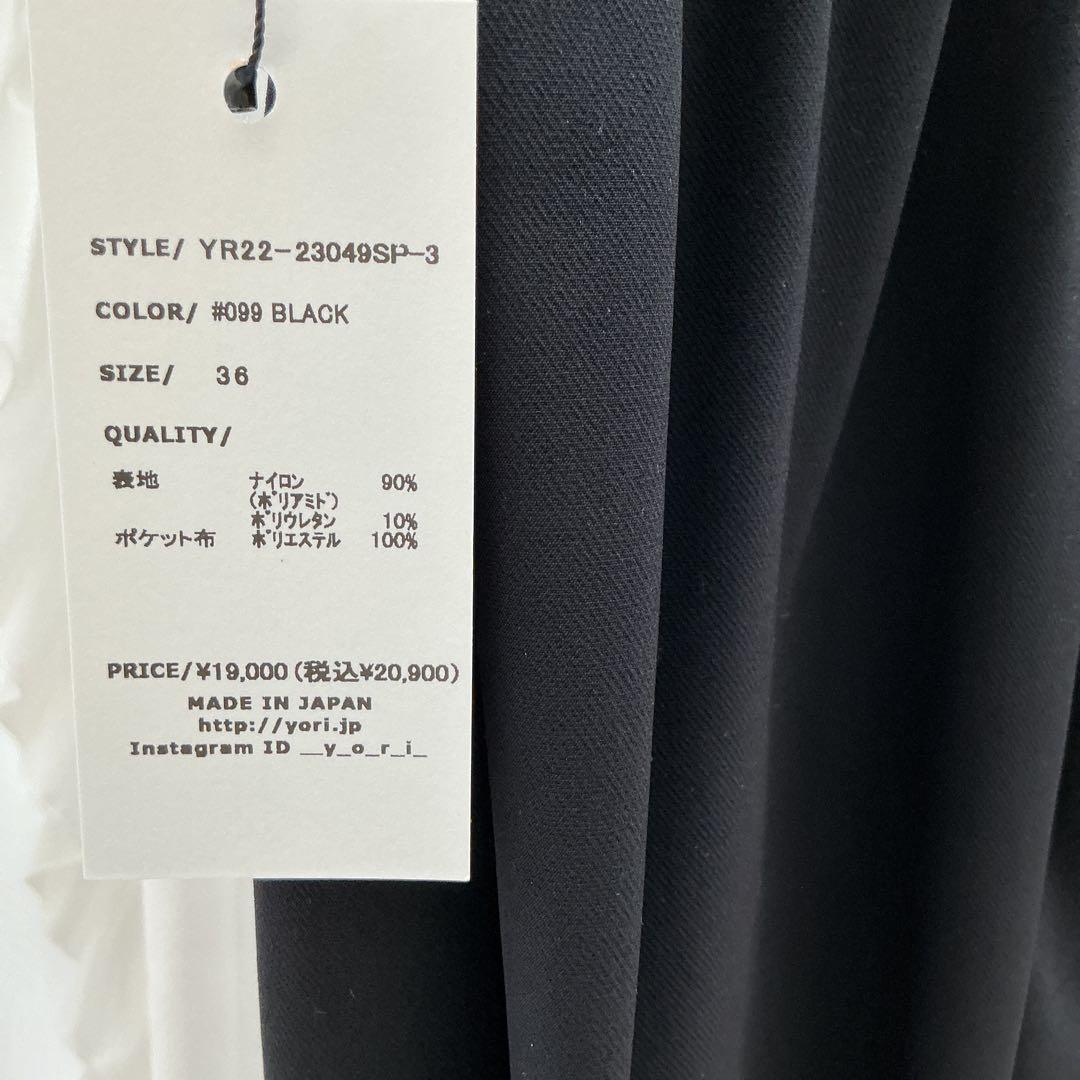 STYLE/ YR22-23049SP-3
COLOR/ #099 BLACK
SIZE/ 36
QUALITY/
表地 ナイロン 90%
(ポリアミド)
ポリウレタン 10%
ポケット布 ポリエステル 100%
PRICE/¥19,000(税込¥20,900)
MADE IN JAPAN
http://yori.jp
Instagram ID __y_o_r_i_